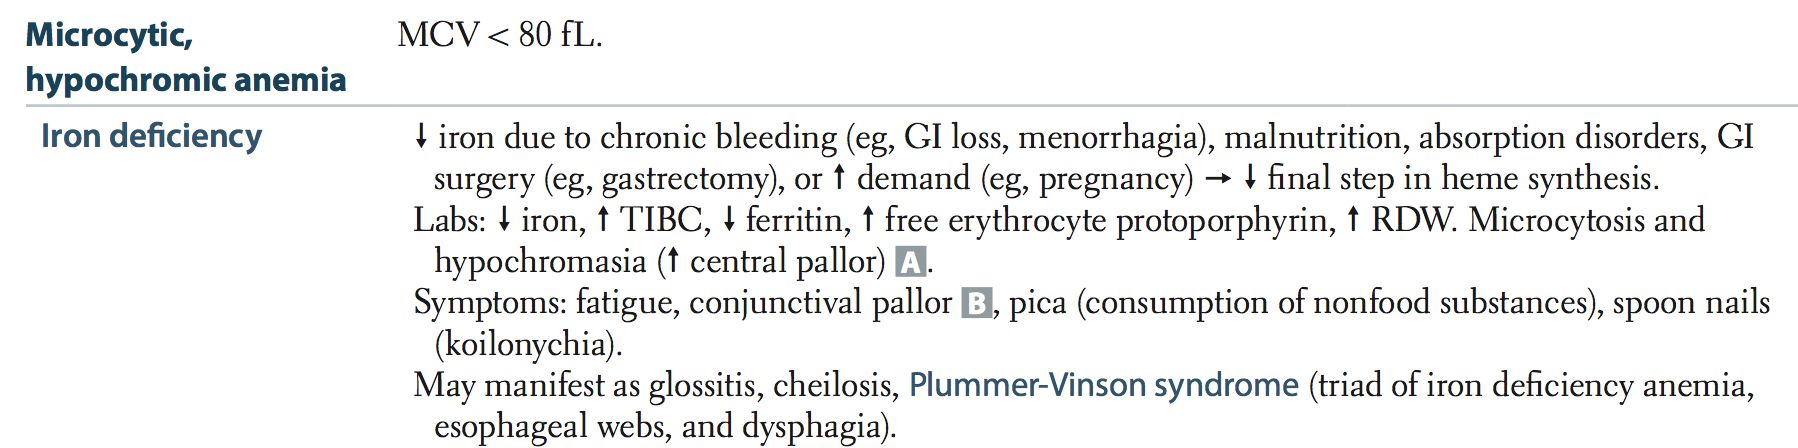 Microcytic,
hypochromic anemia
MCV < 80 fL.
Iron deficiency
↓ iron due to chronic bleeding (eg, GI loss, menorrhagia), malnutrition, absorption disorders, GI
surgery (eg, gastrectomy), or ↑ demand (eg, pregnancy) → ↓ final step in heme synthesis.
Labs: ↓ iron, ↑ TIBC, ↓ ferritin, ↑ free erythrocyte protoporphyrin, ↑ RDW. Microcytosis and
hypochromasia (↑ central pallor) A.
Symptoms: fatigue, conjunctival pallor B, pica (consumption of nonfood substances), spoon nails
(koilonychia).
May manifest as glossitis, cheilosis, Plummer-Vinson syndrome (triad of iron deficiency anemia,
esophageal webs, and dysphagia).